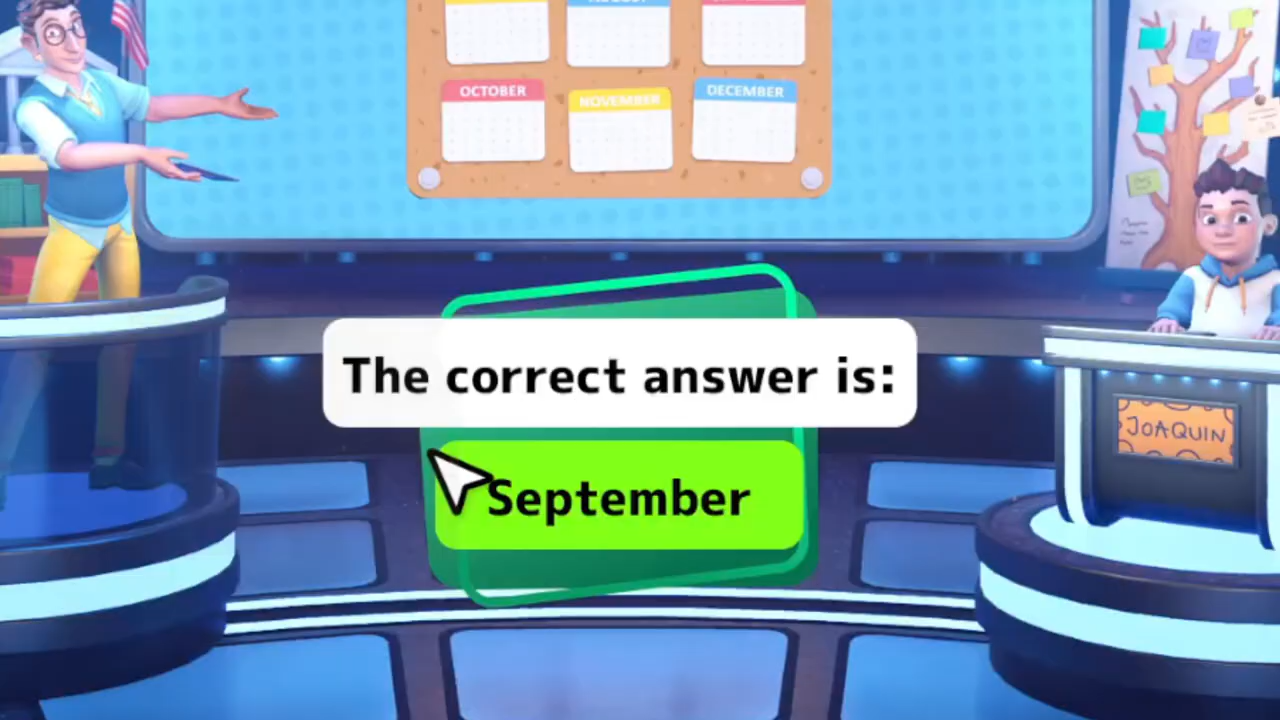 OCTOBER
NOVEMBER
DECEMBER
The correct answer is:
September
JOAQUIN